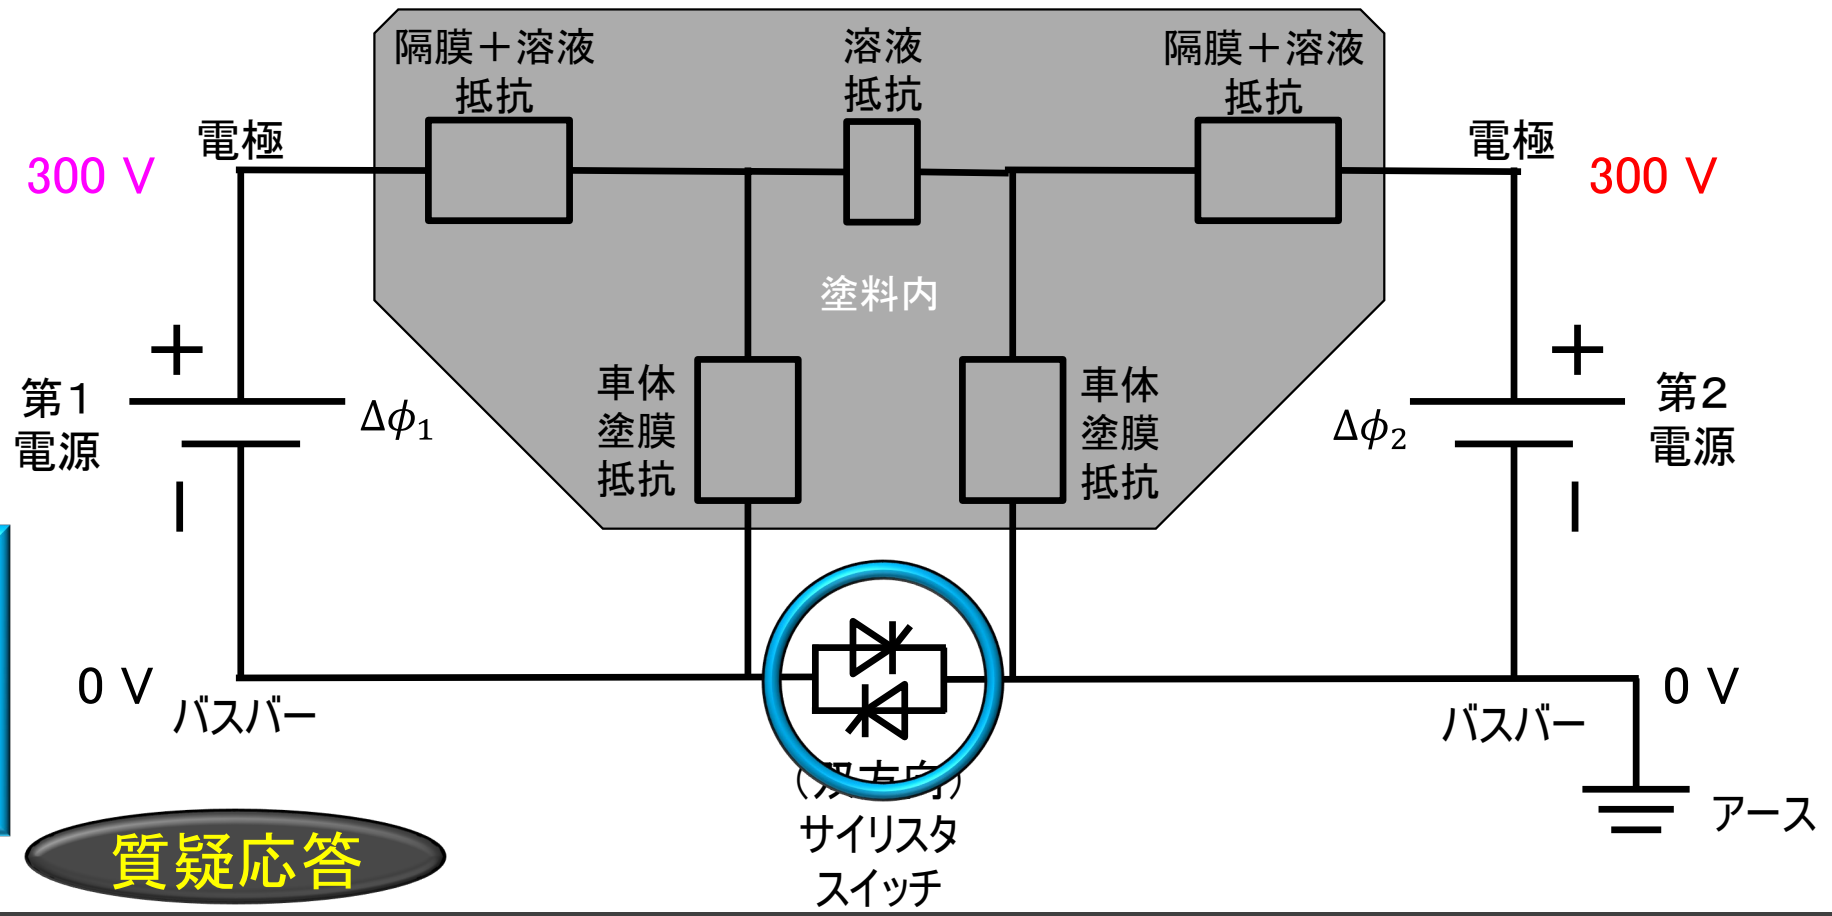 隔膜＋溶液
抵抗
溶液
抵抗
隔膜＋溶液
抵抗
電極
300 V
電極
300 V
塗料内
車体
塗膜
抵抗
車体
塗膜
抵抗
＋
第1
電源
Δϕ₁
－
＋
第2
電源
Δϕ₂
－
0 V
バスバー
0 V
バスバー
アース
(双方向)
サイリスタ
スイッチ
質疑応答